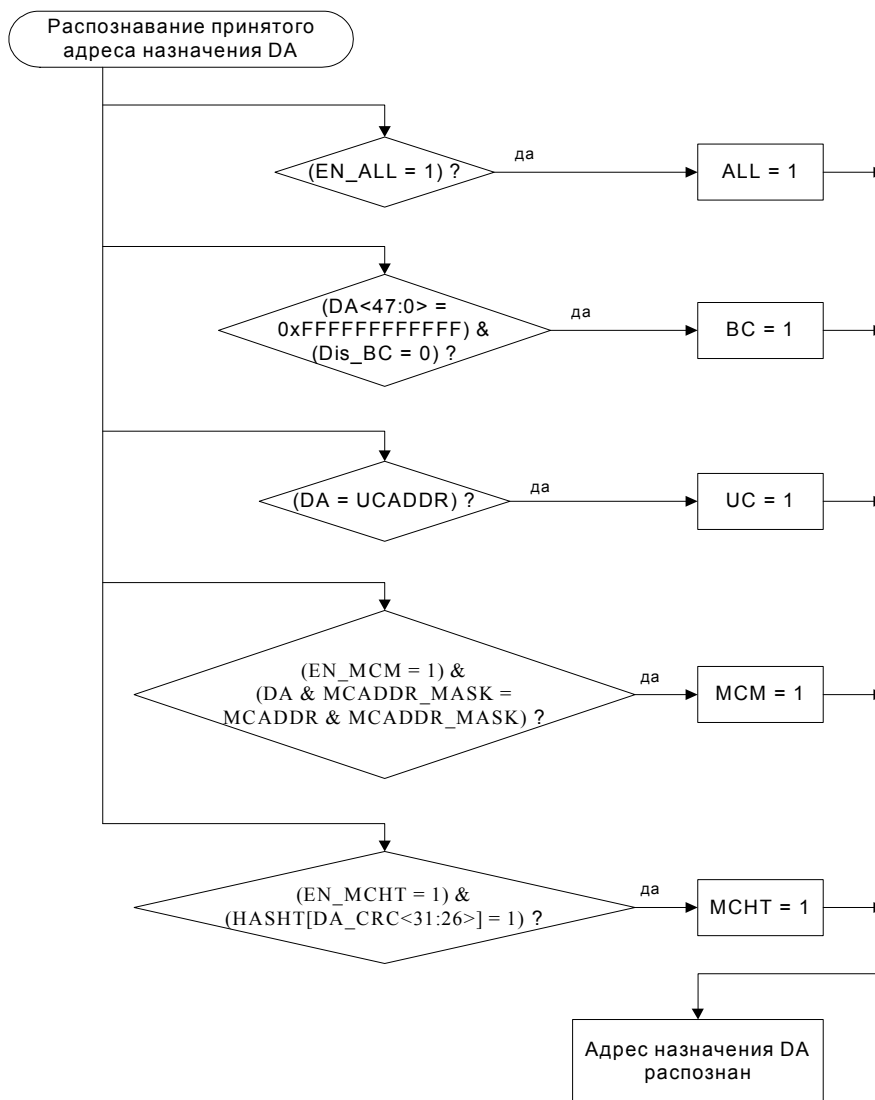 Распознавание принятого
адреса назначения DA
(EN_ALL = 1) ?
да
ALL = 1
(DA<47:0> =
0xFFFFFFFFFFFF) &
(Dis_BC = 0) ?
да
BC = 1
(DA = UCADDR) ?
да
UC = 1
(EN_MCM = 1) &
(DA & MCADDR_MASK =
MCADDR & MCADDR_MASK) ?
да
MCM = 1
(EN_MCHT = 1) &
(HASHT[DA_CRC<31:26>] = 1) ?
да
MCHT = 1
Адрес назначения DA
распознан